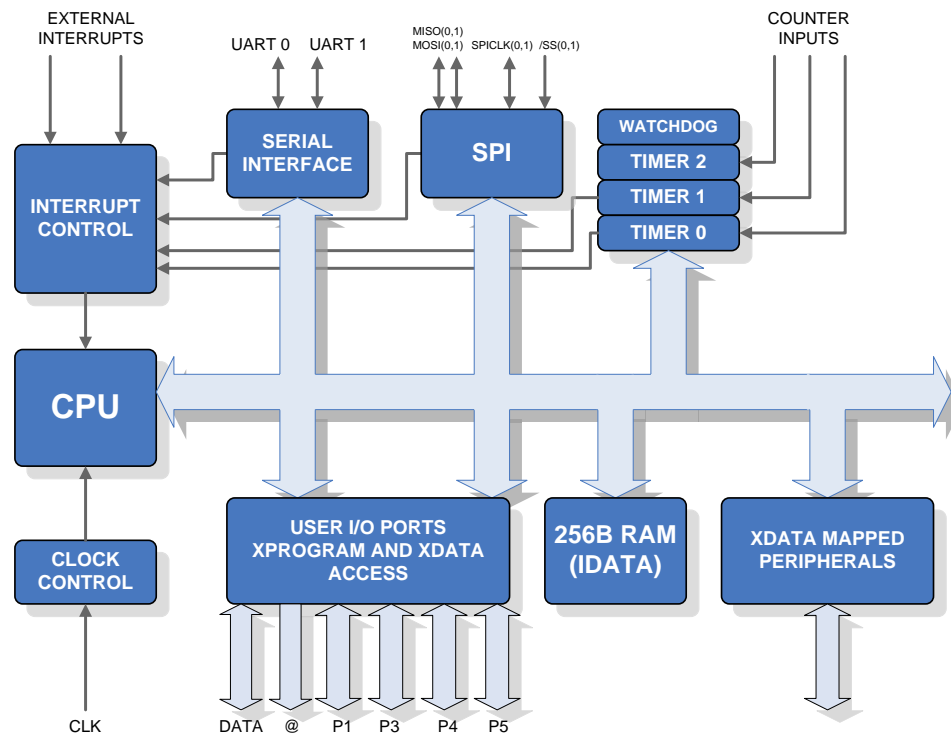 EXTERNAL
INTERRUPTS
UART 0
UART 1
MISO(0,1)
MOSI(0,1)
SPICLK(0,1)
/SS(0,1)
COUNTER
INPUTS
SERIAL
INTERFACE
SPI
WATCHDOG
TIMER 2
TIMER 1
TIMER 0
INTERRUPT
CONTROL
CPU
CLOCK
CONTROL
USER I/O PORTS
XPROGRAM AND XDATA
ACCESS
256B RAM
(IDATA)
XDATA MAPPED
PERIPHERALS
CLK
DATA
@
P1
P3
P4
P5